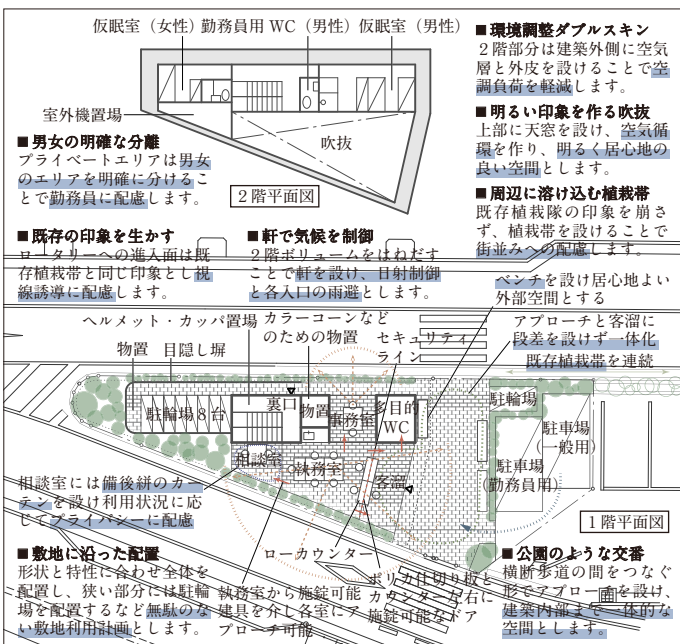 仮眠室（女性）勤務員用 WC（男性）仮眠室（男性）
室外機置場
吹抜
2階平面図
■環境調整ダブルスキン
２階部分は建築外側に空気
層と外皮を設けることで空
調負荷を軽減します。
■明るい印象を作る吹抜
上部に天窓を設け、空気循
環を作り、明るく居心地の
良い空間とします。
■周辺に溶け込む植栽帯
既存植栽隊の印象を崩さ
ず、植栽帯を設けることで
街並みへの配慮します。
■男女の明確な分離
プライベートエリアは男女
のエリアを明確に分けるこ
とで勤務員に配慮します。
■既存の印象を生かす
ロータリーへの進入面は既
存植栽帯と同じ印象とし視
線誘導に配慮します。
■軒で気候を制御
２階ボリュームをはねだす
ことで軒を設け、日射制御
と各入口の雨避とします。
ベンチを設け居心地よい
外部空間とする
アプローチと客溜に
段差を設けず一体化
既存植栽帯を連続
ヘルメット・カッパ置場
カラーコーンなど
のための物置
セキュリティ
ライン
物置
目隠し塀
駐輪場８台
裏口
物置
事務室
多目的
WC
相談室
執務室
客溜
駐輪場
駐車場
（一般用）
駐車場
（勤務員用）
1階平面図
相談室には備後絣のカー
テンを設け利用状況に応
じてプライバシーに配慮
ローカウンター
■敷地に沿った配置
形状と特性に合わせ全体を
配置し、狭い部分には駐輪
場を配置するなど無駄のな
い敷地利用計画とします。
執務室から施錠可能
建具を介し各室にア
プローチ可能
ポリカ仕切り板と
カウンター左右に
施錠可能なドア
■公園のような交番
横断歩道の間をつなぐ
形でアプローチを設け、
建築内部まで一体的な
空間とします。